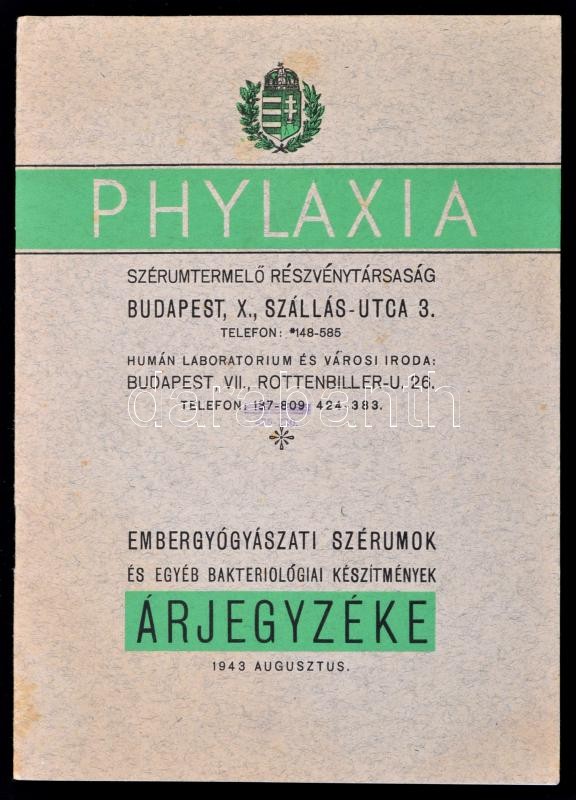 PHYLAXIA
SZÉRUMTERMELŐ RÉSZVÉNYTÁRSASÁG
BUDAPEST, X., SZÁLLÁS-UTCA 3.
TELEFON: *148-585
HUMÁN LABORATORIUM ÉS VÁROSI IRODA:
BUDAPEST, VII., ROTTENBILLER-U. 26.
darabanth
TELEFON: 137-809, 424-383.
EMBERGYÓGYÁSZATI SZÉRUMOK
ÉS EGYÉB BAKTERIOLÓGIAI KÉSZÍTMÉNYEK
ÁRJEGYZÉKE
1943 AUGUSZTUS.